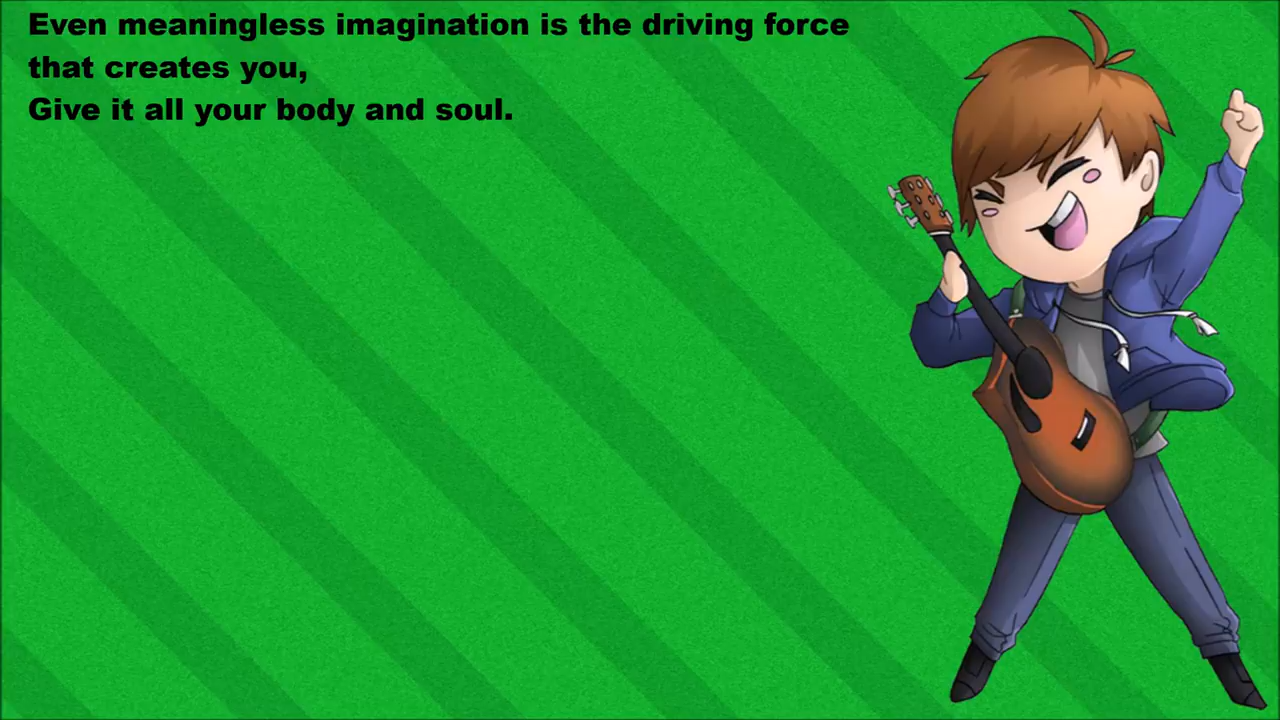 Even meaningless imagination is the driving force
that creates you,
Give it all your body and soul.